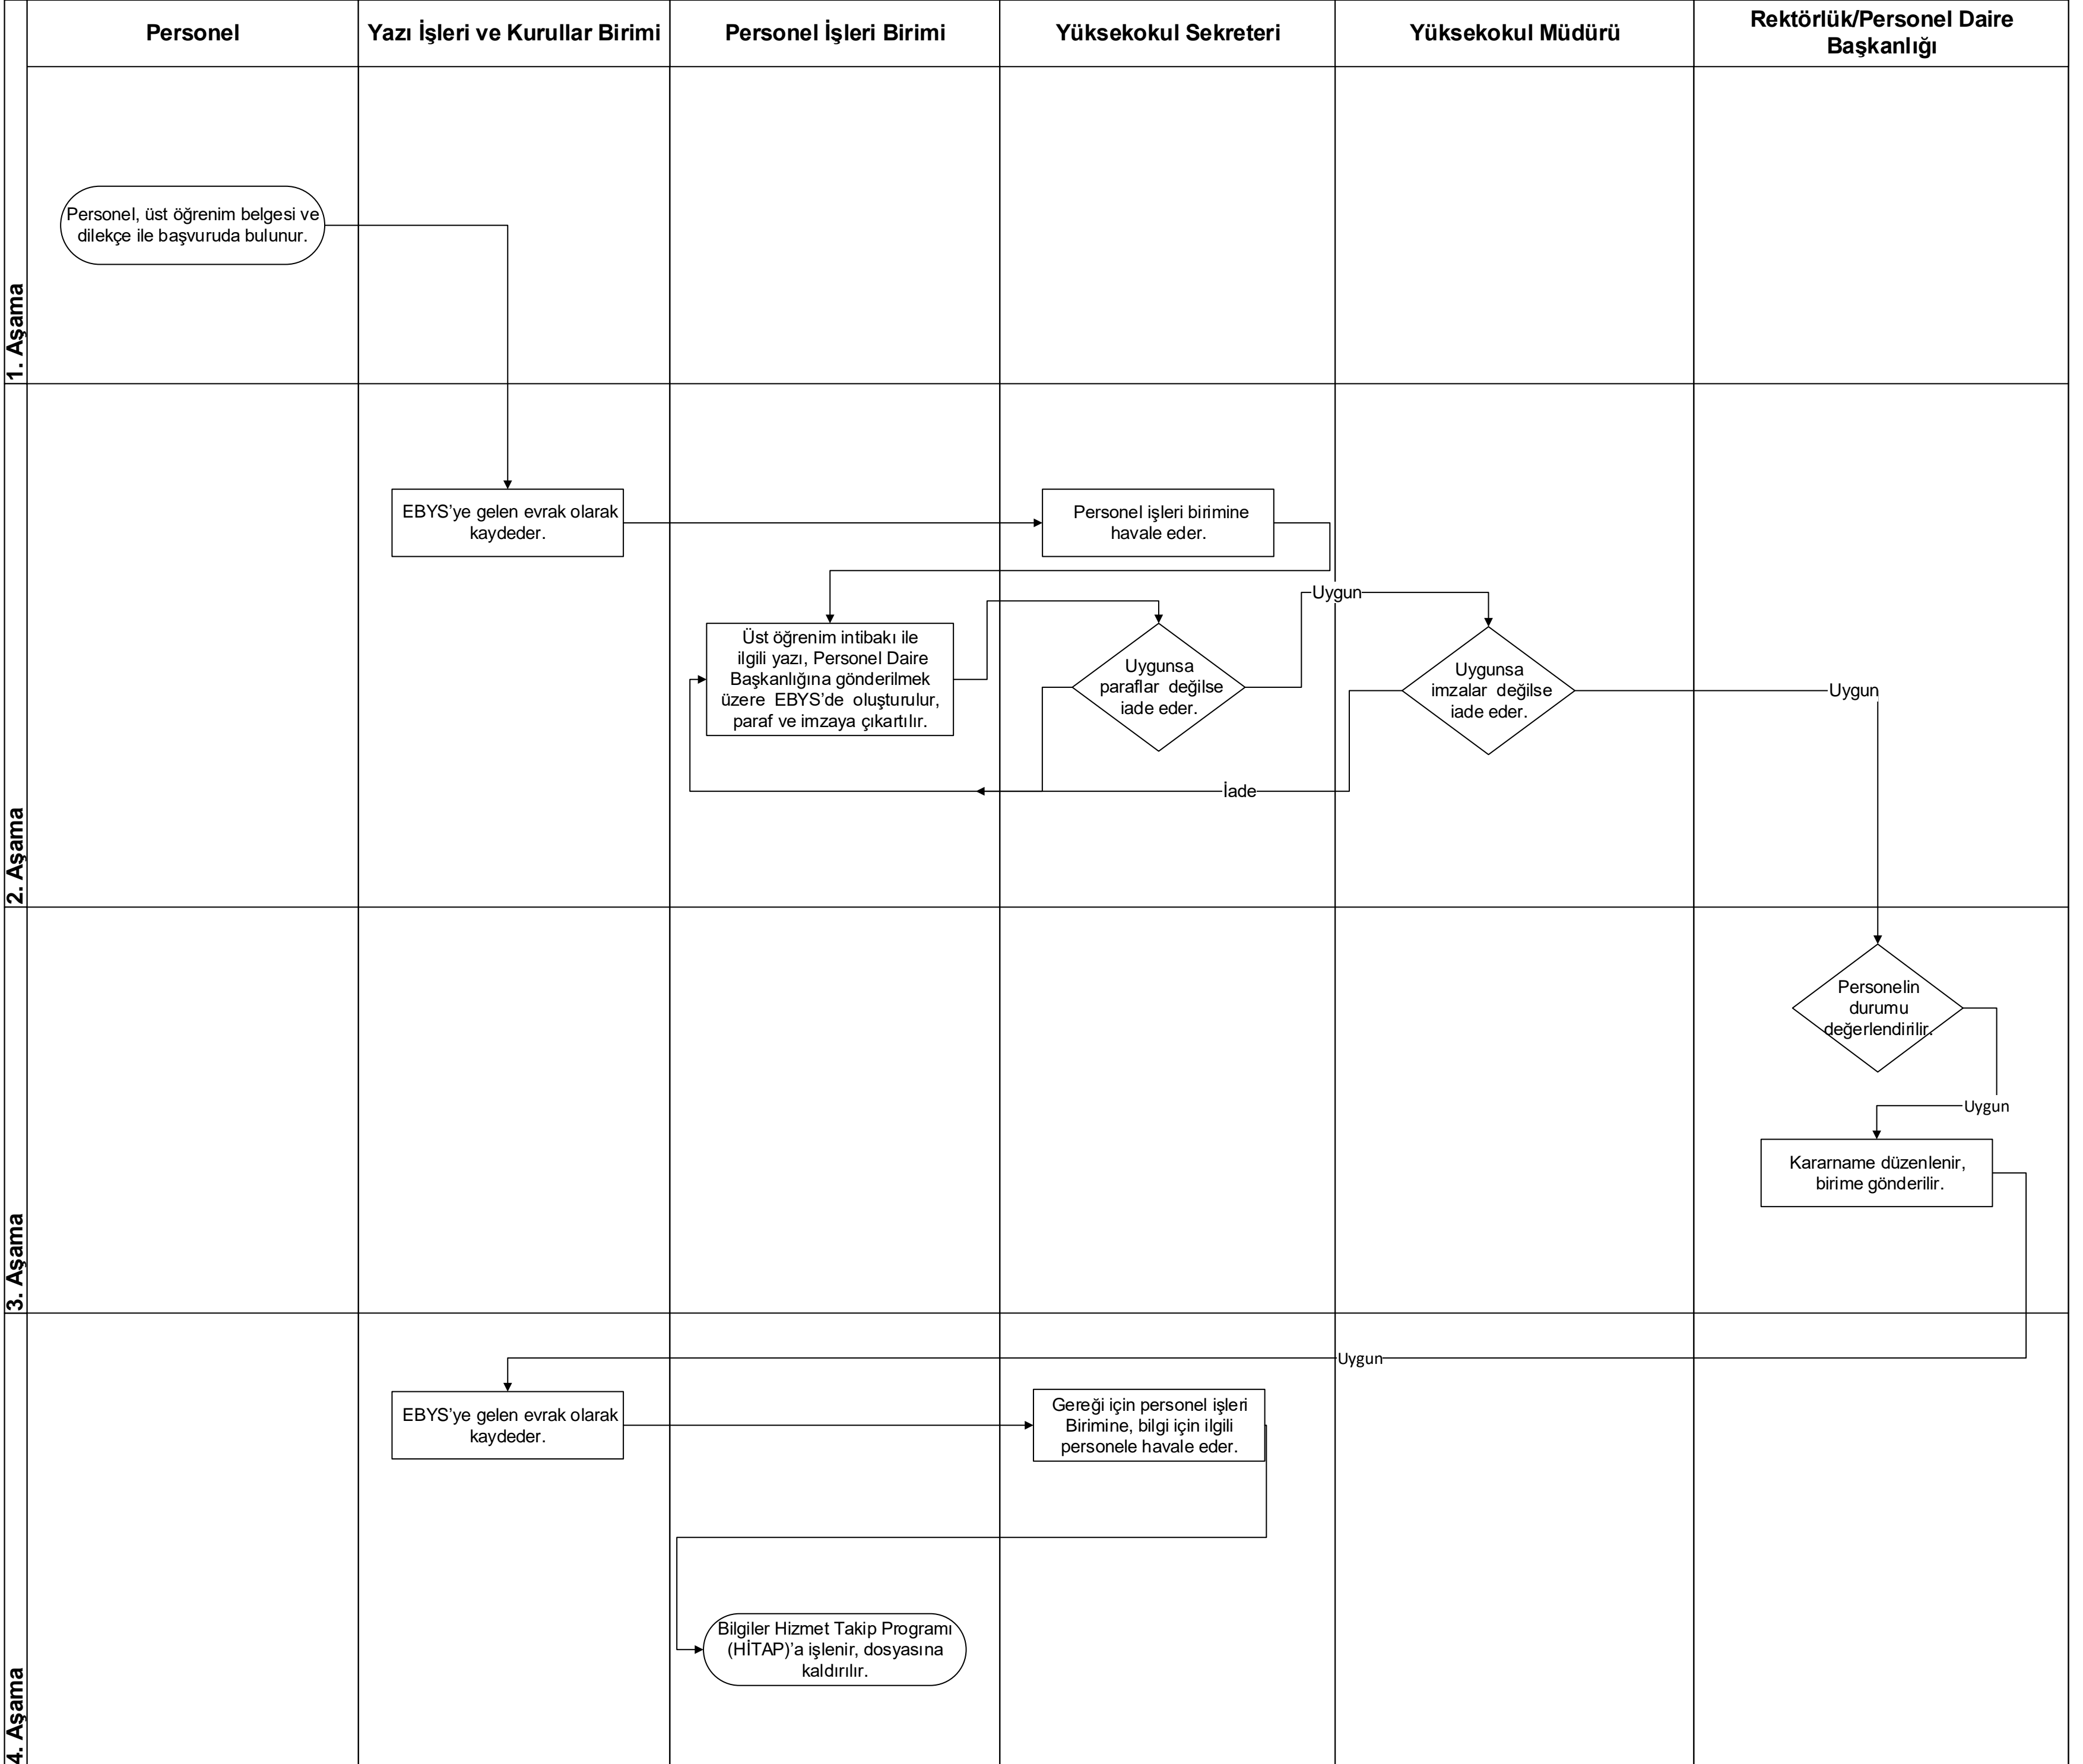 Personel
Yazı İşleri ve Kurullar Birimi
Personel İşleri Birimi
Yüksekokul Sekreteri
Yüksekokul Müdürü
Rektörlük/Personel Daire
Başkanlığı
1. Aşama
Personel, üst öğrenim belgesi ve
dilekçe ile başvuruda bulunur.
2. Aşama
EBYS’ye gelen evrak olarak
kaydeder.
Personel işleri birimine
havale eder.
Üst öğrenim intibakı ile
ilgili yazı, Personel Daire
Başkanlığına gönderilmek
üzere EBYS’de oluşturulur,
paraf ve imzaya çıkartılır.
Uygunsa
paraflar değilse
iade eder.
Uygun
Uygunsa
imzalar değilse
iade eder.
Uygun
İade
3. Aşama
Personelin
durumu
değerlendirilir.
Uygun
Kararname düzenlenir,
birime gönderilir.
4. Aşama
Uygun
EBYS’ye gelen evrak olarak
kaydeder.
Gereği için personel işleri
Birimine, bilgi için ilgili
personele havale eder.
Bilgiler Hizmet Takip Programı
(HİTAP)’a işlenir, dosyasına
kaldırılır.